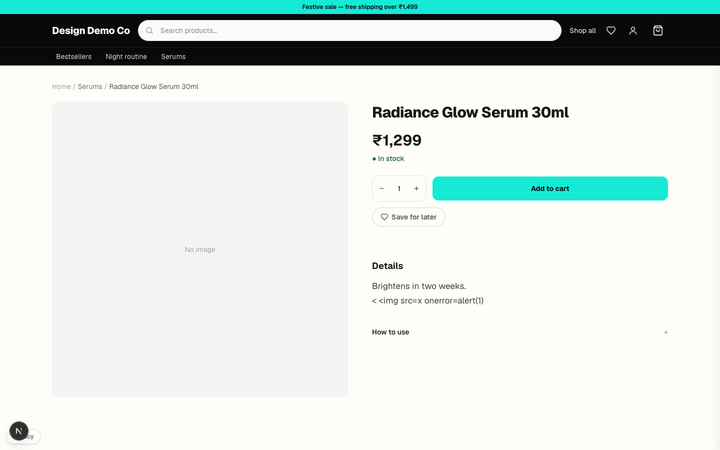 Festive sale — free shipping over ₹1,499
Design Demo Co
Search products...
Shop all
Bestsellers
Night routine
Serums
Home / Serums / Radiance Glow Serum 30ml
No image
Radiance Glow Serum 30ml
₹1,299
● In stock
− 1 +
Add to cart
Save for later
Details
Brightens in two weeks.
< <img src=x onerror=alert(1)
How to use +
N